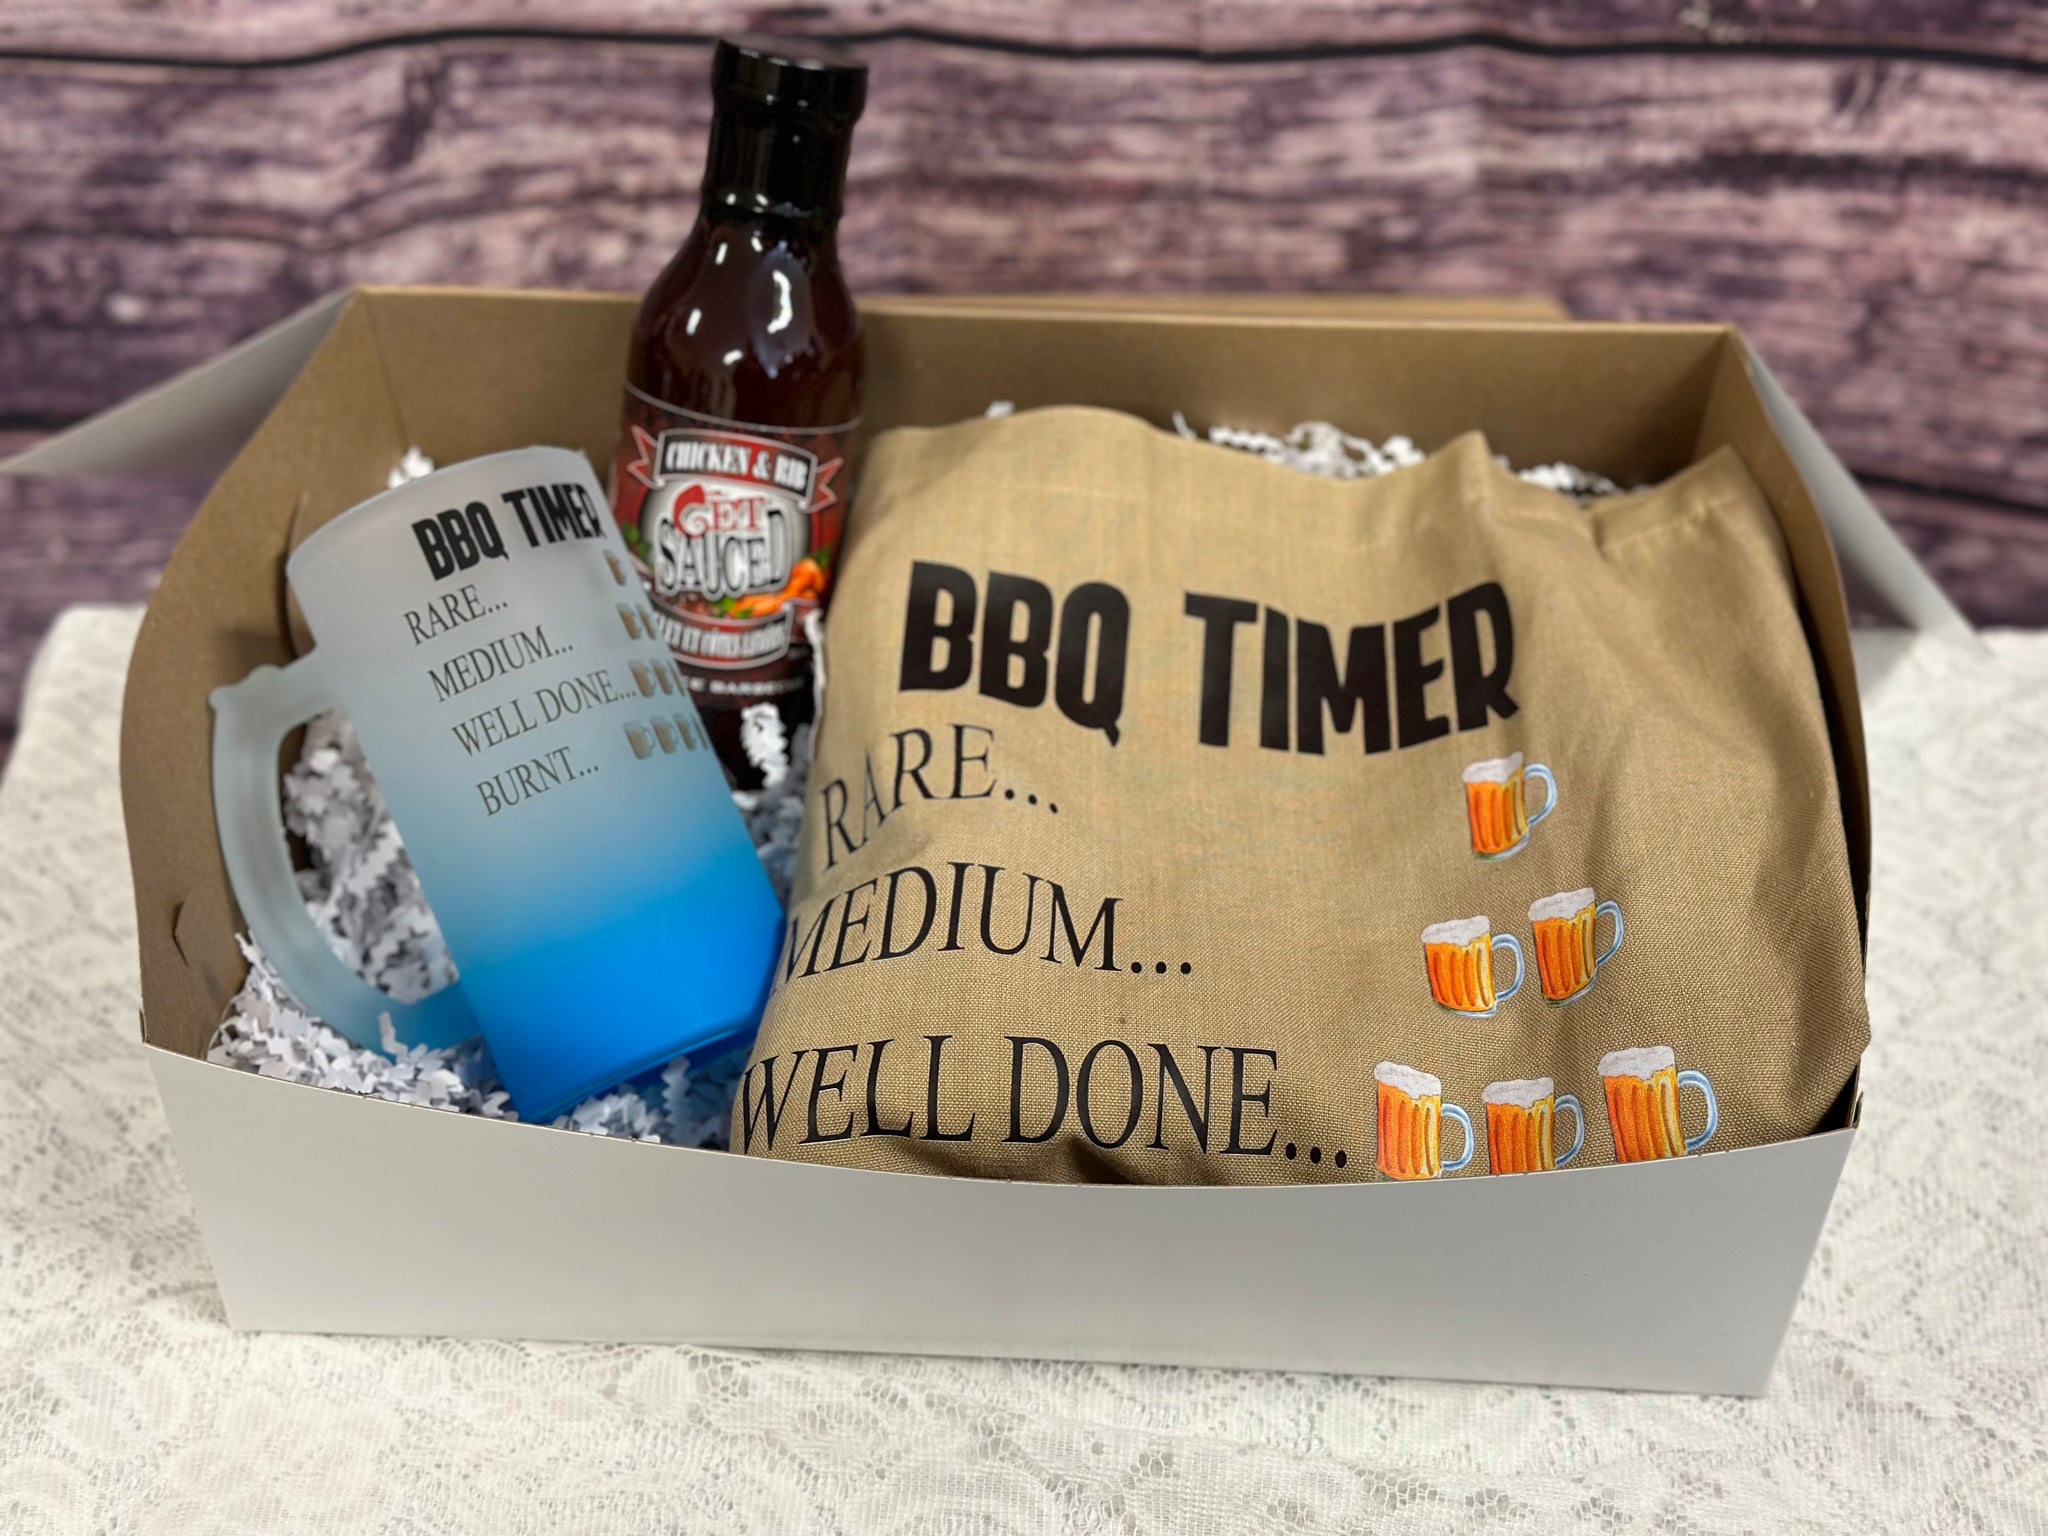 CHICKEN & RIB
GET
SAUCED
BBQ TIMER
RARE...
MEDIUM...
WELL DONE...
BURNT...
BBQ TIMER
RARE...
MEDIUM...
WELL DONE...